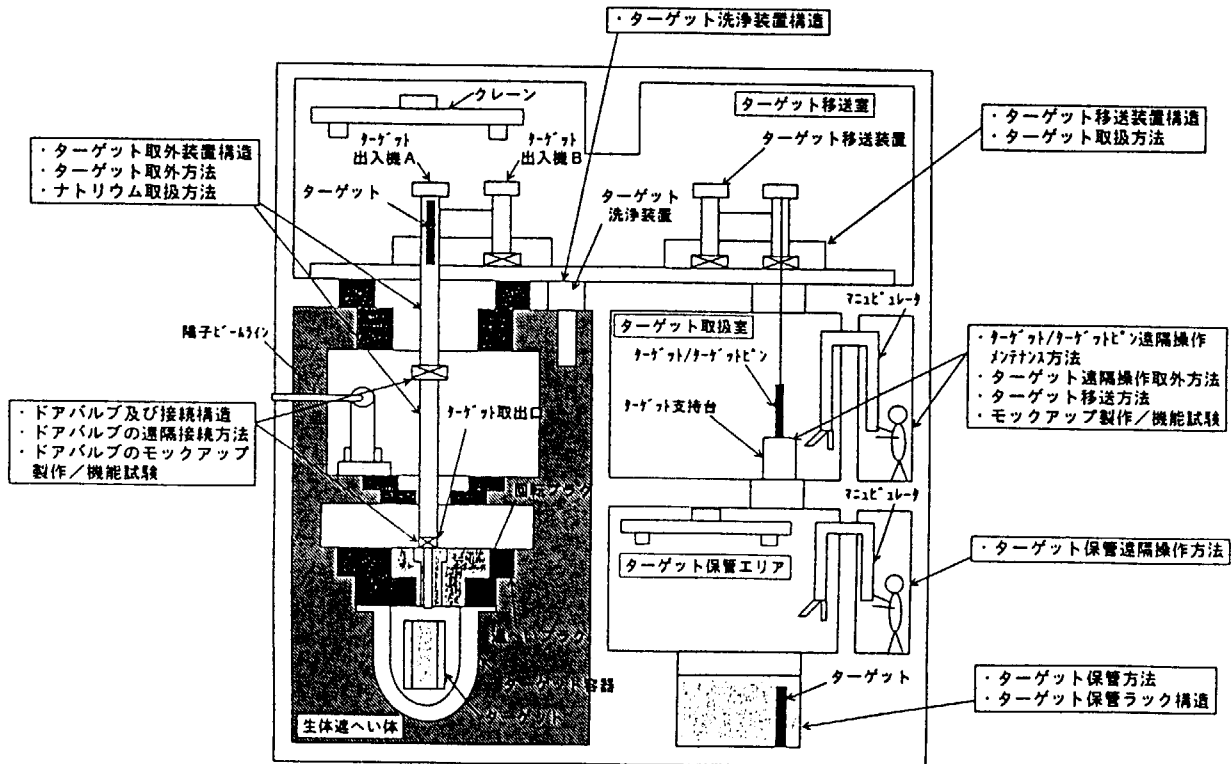 ・ターゲット洗浄装置構造
クレーン
ターゲット移送室
ターゲット移送装置
・ターゲット移送装置構造
・ターゲット取扱方法
・ターゲット取外装置構造
・ターゲット取外方法
・ナトリウム取扱方法
ターゲット
出入機A
ターゲット
出入機B
ターゲット
ターゲット
洗浄装置
マニュピュレータ
ターゲット取扱室
ターゲット/ターゲットピン
陽子ビームライン
・ターゲット/ターゲットピン遠隔操作
メンテナンス方法
・ターゲット遠隔操作取外方法
・ターゲット移送方法
・モックアップ製作/機能試験
・ドアバルブ及び接続構造
・ドアバルブの遠隔接続方法
・ドアバルブのモックアップ
製作/機能試験
ターゲット取出口
ターゲット支持台
回転プラグ
マニュピュレータ
ターゲット保管エリア
・ターゲット保管遠隔操作方法
ターゲット容器
ターゲット
生体遮へい体
ターゲット
・ターゲット保管方法
・ターゲット保管ラック構造